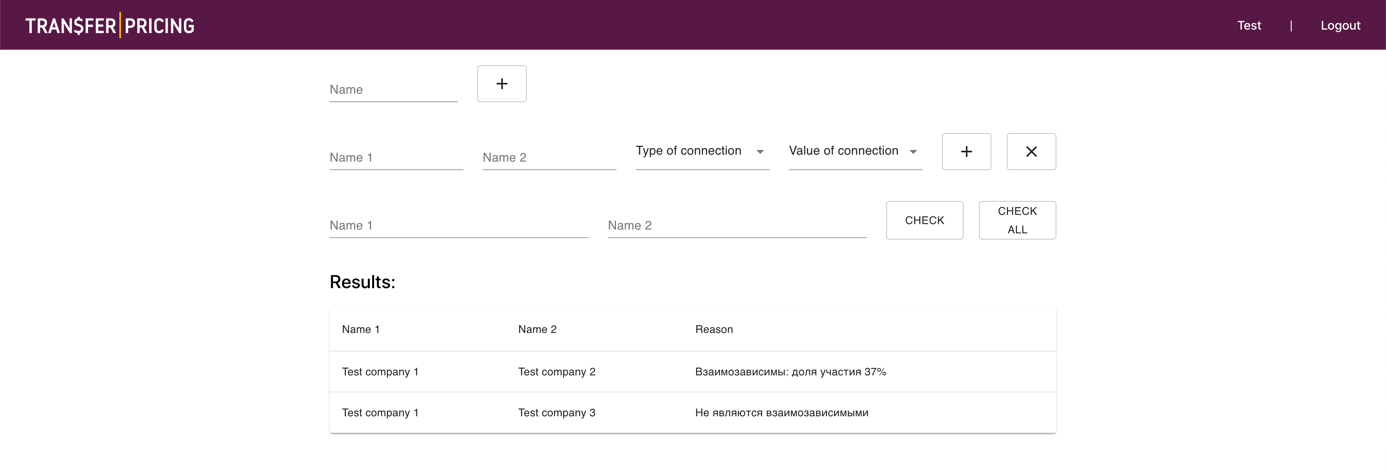 TRAN$FER|PRICING
Test | Logout
Name
+
Name 1 Name 2 Type of connection Value of connection + ×
Name 1 Name 2 CHECK CHECK
ALL
Results:
Name 1 Name 2 Reason
Test company 1 Test company 2 Взаимозависимы: доля участия 37%
Test company 1 Test company 3 Не являются взаимозависимыми